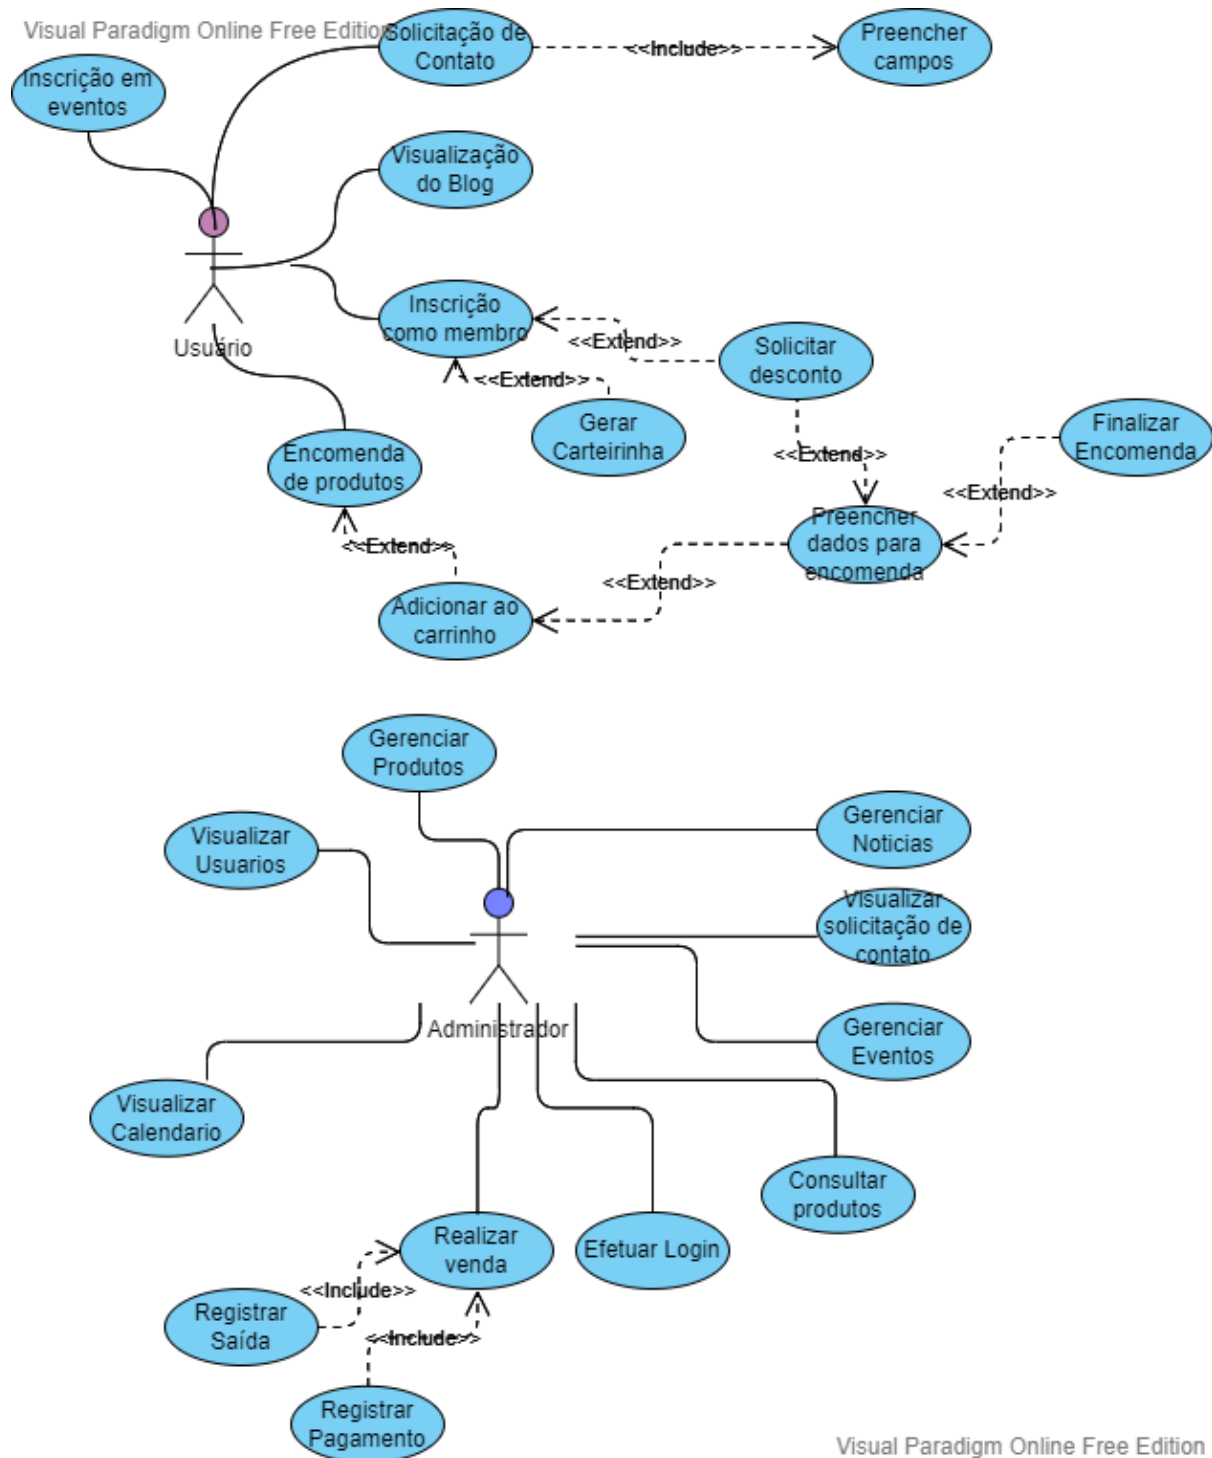 Visual Paradigm Online Free Edition
Solicitação de
Contato
<<Include>>
Preencher
campos
Inscrição em
eventos
Visualização
do Blog
Usuário
Inscrição
como membro
<<Extend>>
Solicitar
desconto
<<Extend>>
Gerar
Carteirinha
Finalizar
Encomenda
Encomenda
de produtos
<<Extend>>
<<Extend>>
Preencher
dados para
encomenda
<<Extend>>
<<Extend>>
Adicionar ao
carrinho
Gerenciar
Produtos
Visualizar
Usuarios
Gerenciar
Noticias
Visualizar
solicitação de
contato
Administrador
Gerenciar
Eventos
Visualizar
Calendario
Consultar
produtos
Realizar
venda
Efetuar Login
<<Include>>
Registrar
Saída
<<Include>>
Registrar
Pagamento
Visual Paradigm Online Free Edition